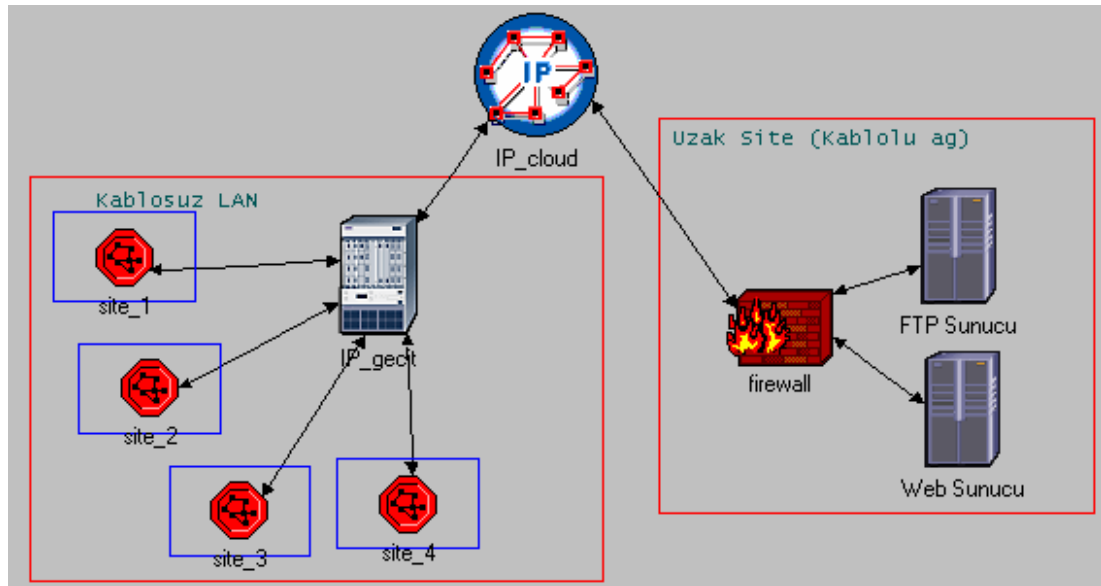 IP
IP_cloud
Uzak Site (Kablolu ag)
Kablosuz LAN
site_1
IP_gecit
FTP Sunucu
firewall
site_2
Web Sunucu
site_3
site_4